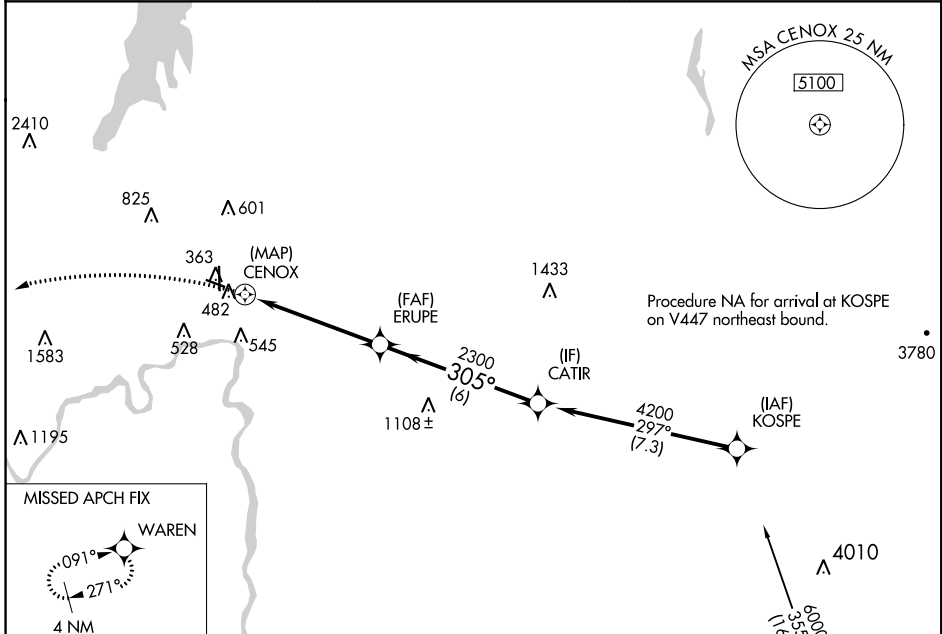 MSA CENOX 25 NM
5100
2410
825
601
(MAP)
CENOX
363
482
1433
(FAF)
ERUPE
Procedure NA for arrival at KOSPE
on V447 northeast bound.
3780
1583
528
545
2300
305°
(6)
(IF)
CATIR
1108 ±
4200
297°
(7.3)
(IAF)
KOSPE
1195
MISSED APCH FIX
WAREN
091°
271°
4 NM
4010
6000